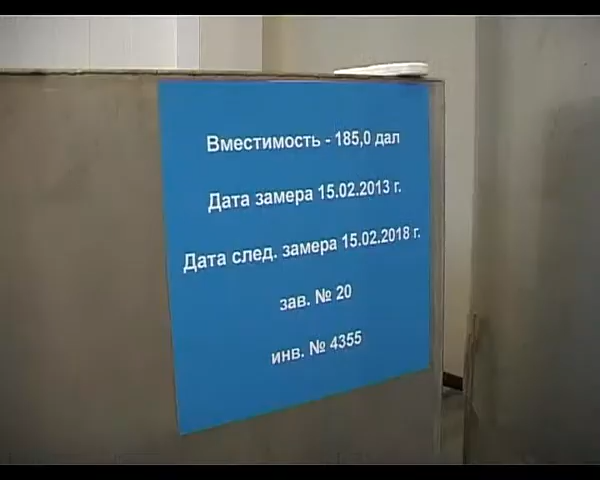 Вместимость - 185,0 дал
Дата замера 15.02.2013 г.
Дата след. замера 15.02.2018 г.
зав. № 20
инв. № 4355